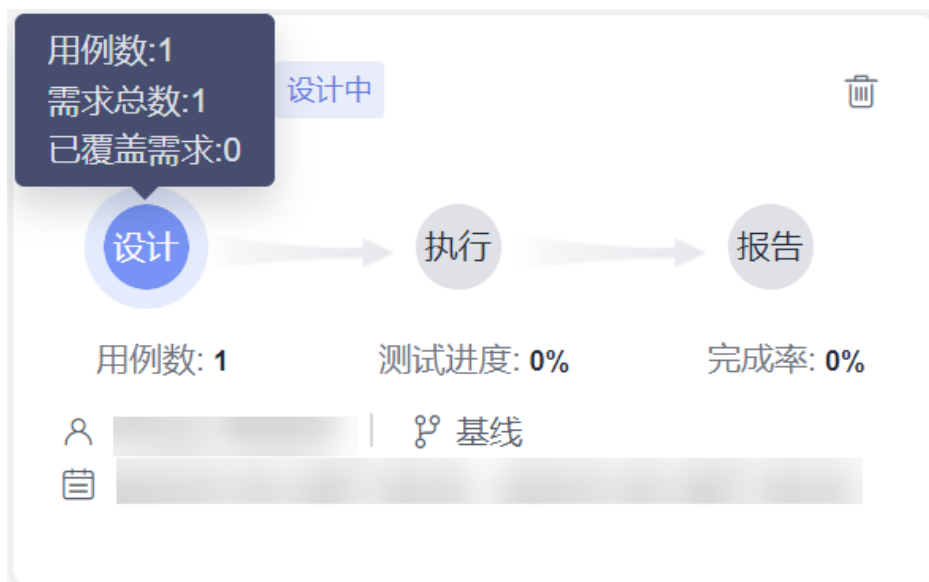 用例数:1
需求总数:1
已覆盖需求:0
设计中
设计
执行
报告
用例数: 1
测试进度: 0%
完成率: 0%
基线